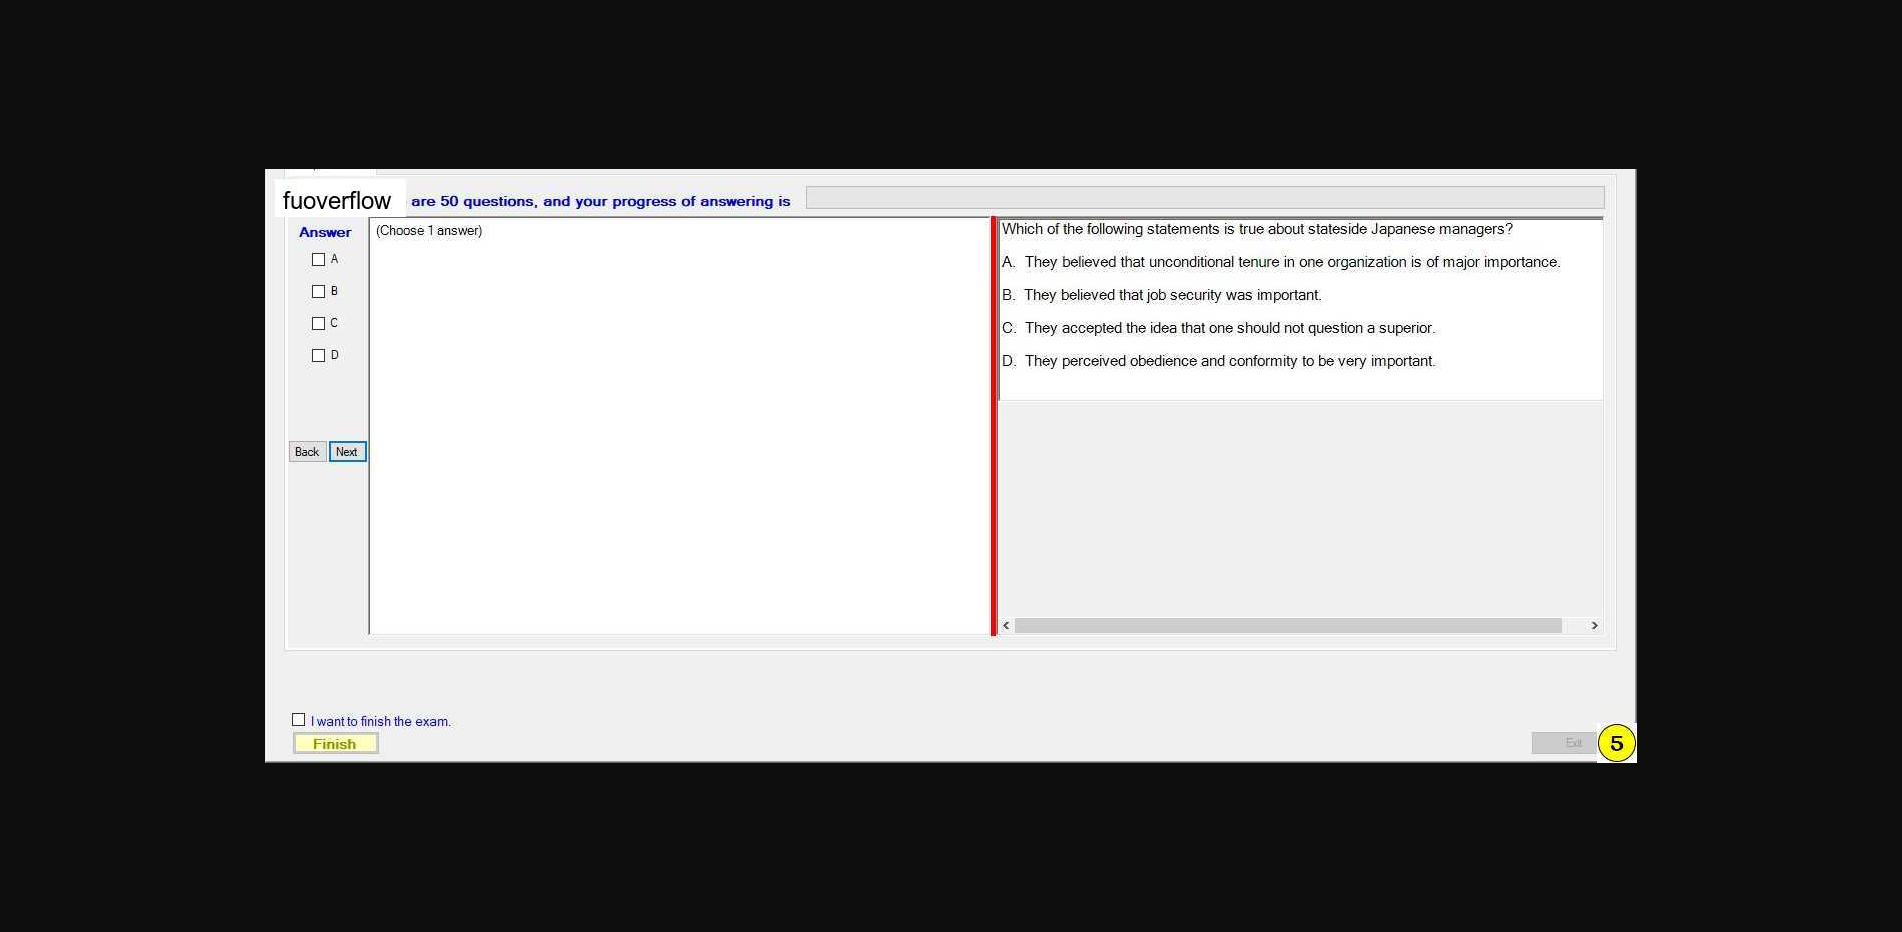 fuoverflow are 50 questions, and your progress of answering is
Answer
(Choose 1 answer)
A
B
C
D
Back Next
Which of the following statements is true about stateside Japanese managers?
A. They believed that unconditional tenure in one organization is of major importance.
B. They believed that job security was important.
C. They accepted the idea that one should not question a superior.
D. They perceived obedience and conformity to be very important.
I want to finish the exam.
Finish
Exit
5